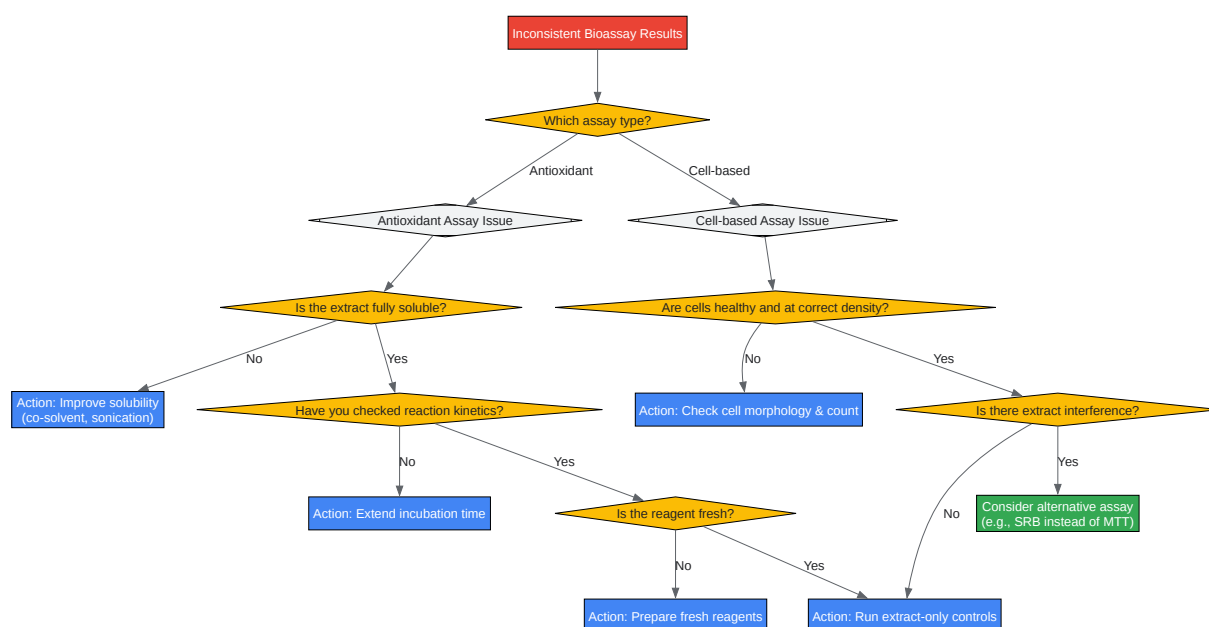 Inconsistent Bioassay Results
Which assay type?
Antioxidant
Cell-based
Antioxidant Assay Issue
Cell-based Assay Issue
Is the extract fully soluble?
Are cells healthy and at correct density?
No
Yes
No
Yes
Action: Improve solubility
(co-solvent, sonication)
Have you checked reaction kinetics?
Action: Check cell morphology & count
Is there extract interference?
No
Yes
Yes
Action: Extend incubation time
Is the reagent fresh?
No
Consider alternative assay
(e.g., SRB instead of MTT)
No
Yes
Action: Prepare fresh reagents
Action: Run extract-only controls